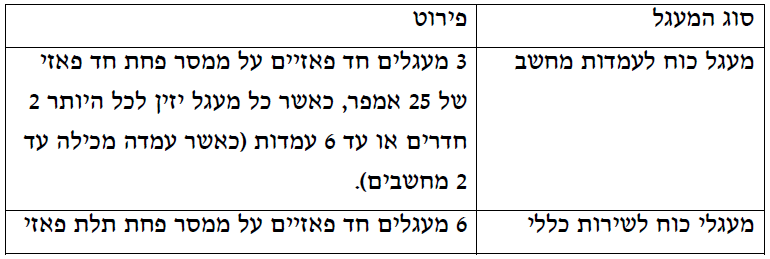 סוג המעגל	פירוט
מעגל כוח לעמדות מחשב	3 מעגלים חד פאזיים על ממסר פחת חד פאזי
של 25 אמפר, כאשר כל מעגל יזין לכל היותר 2
חדרים או עד 6 עמדות (כאשר עמדה מכילה עד
2 מחשבים).
מעגלי כוח לשירות כללי	6 מעגלים חד פאזיים על ממסר פחת תלת פאזי